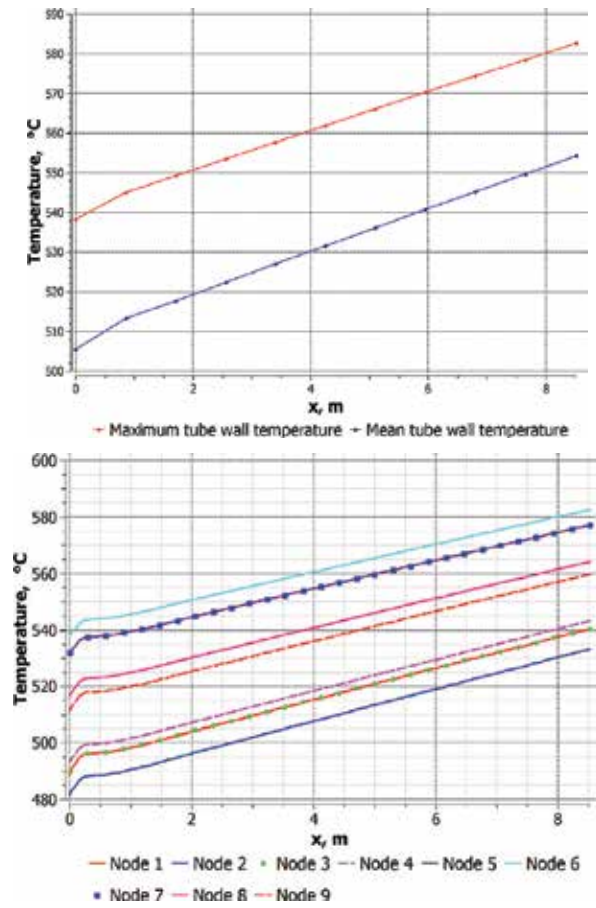 590
580
570
560
550
540
530
520
510
500
Temperature, °C
0 2 4 6 8
x, m
Maximum tube wall temperature Mean tube wall temperature
600
580
560
540
520
500
480
Temperature, °C
0 2 4 6 8
x, m
Node 1 Node 2 Node 3 Node 4 Node 5 Node 6
Node 7 Node 8 Node 9